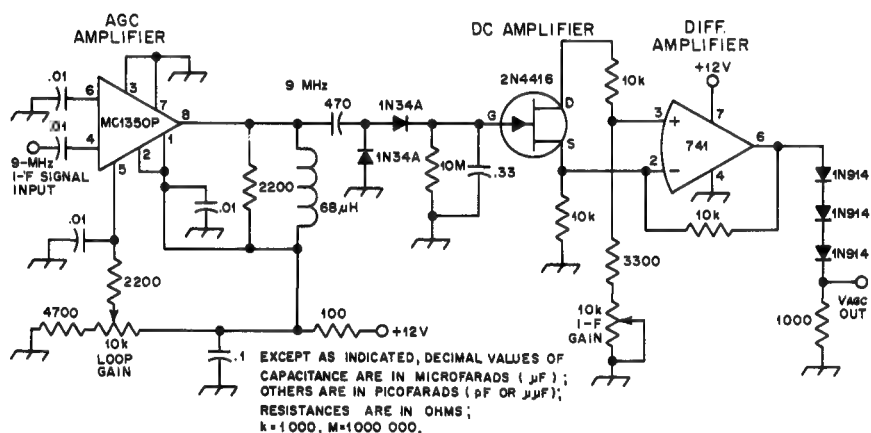 AGC
AMPLIFIER
.01
6
3
7
MC1350P
8
.01
4
9-MHz
I-F SIGNAL
INPUT
5
2
1
.01
2200
68µH
.01
2200
4700
10k
LOOP
GAIN
.1
100
+12V
9 MHz
470
1N34A
1N34A
10M
.33
DC AMPLIFIER
2N4416
G
D
S
10k
10k
3300
10k
I-F
GAIN
DIFF.
AMPLIFIER
+12V
3
+
7
741
6
2
−
4
10k
1N914
1N914
1N914
VAGC
OUT
1000
EXCEPT AS INDICATED, DECIMAL VALUES OF
CAPACITANCE ARE IN MICROFARADS ( µF ) ;
OTHERS ARE IN PICOFARADS ( pF OR µµF);
RESISTANCES ARE IN OHMS ;
k=1000, M=1000 000.